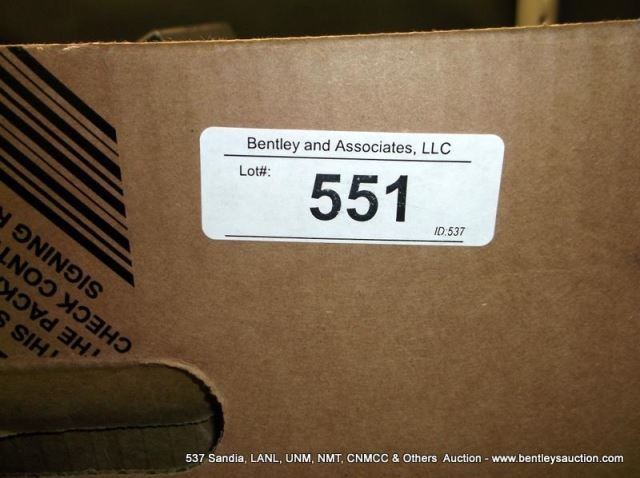 Bentley and Associates, LLC
Lot#:
551
ID:537
SIGNING
CHECK CONT
THE PACK
THIS S
537 Sandia, LANL, UNM, NMT, CNMCC & Others Auction - www.bentleysauction.com